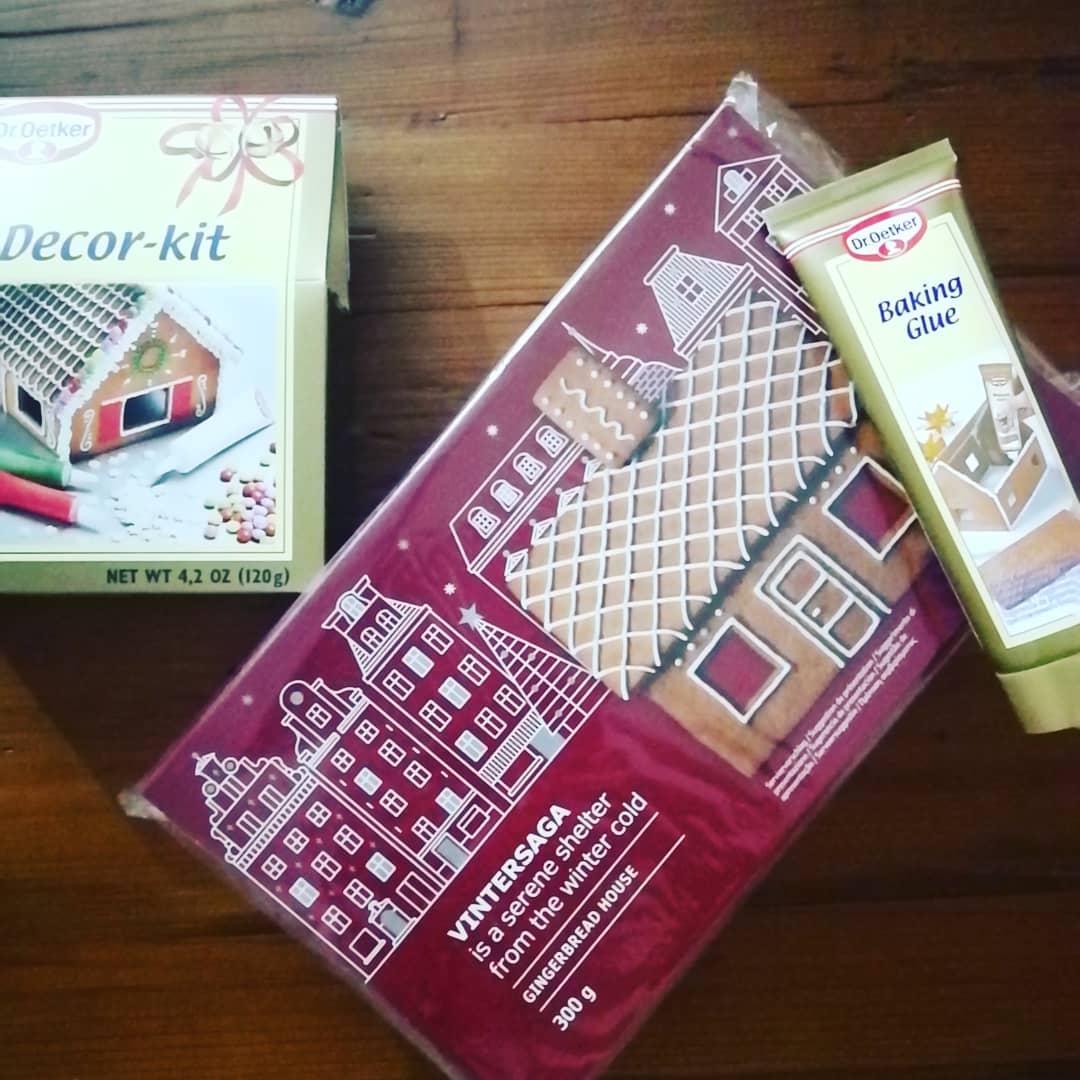 Dr.Oetker
Decor-kit
NET WT 4,2 OZ (120g)
VINTERSAGA
is a serene shelter
from the winter cold
GINGERBREAD HOUSE
300 g
Dr.Oetker
Baking
Glue